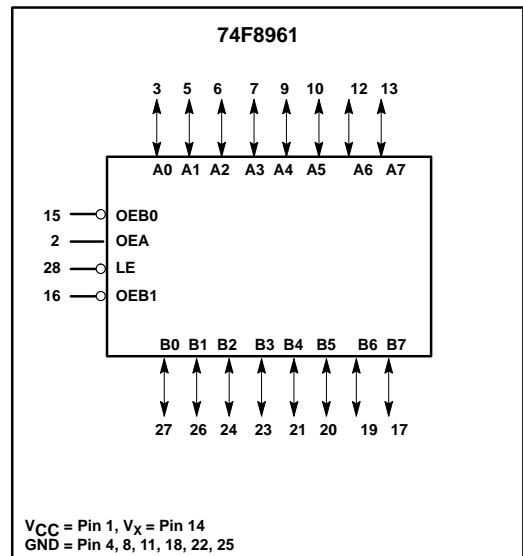 74F8961
3 5 6 7 9 10 12 13
A0 A1 A2 A3 A4 A5 A6 A7
15 OEB0
2 OEA
28 LE
16 OEB1
B0 B1 B2 B3 B4 B5 B6 B7
27 26 24 23 21 20 19 17
VCC = Pin 1, VX = Pin 14
GND = Pin 4, 8, 11, 18, 22, 25